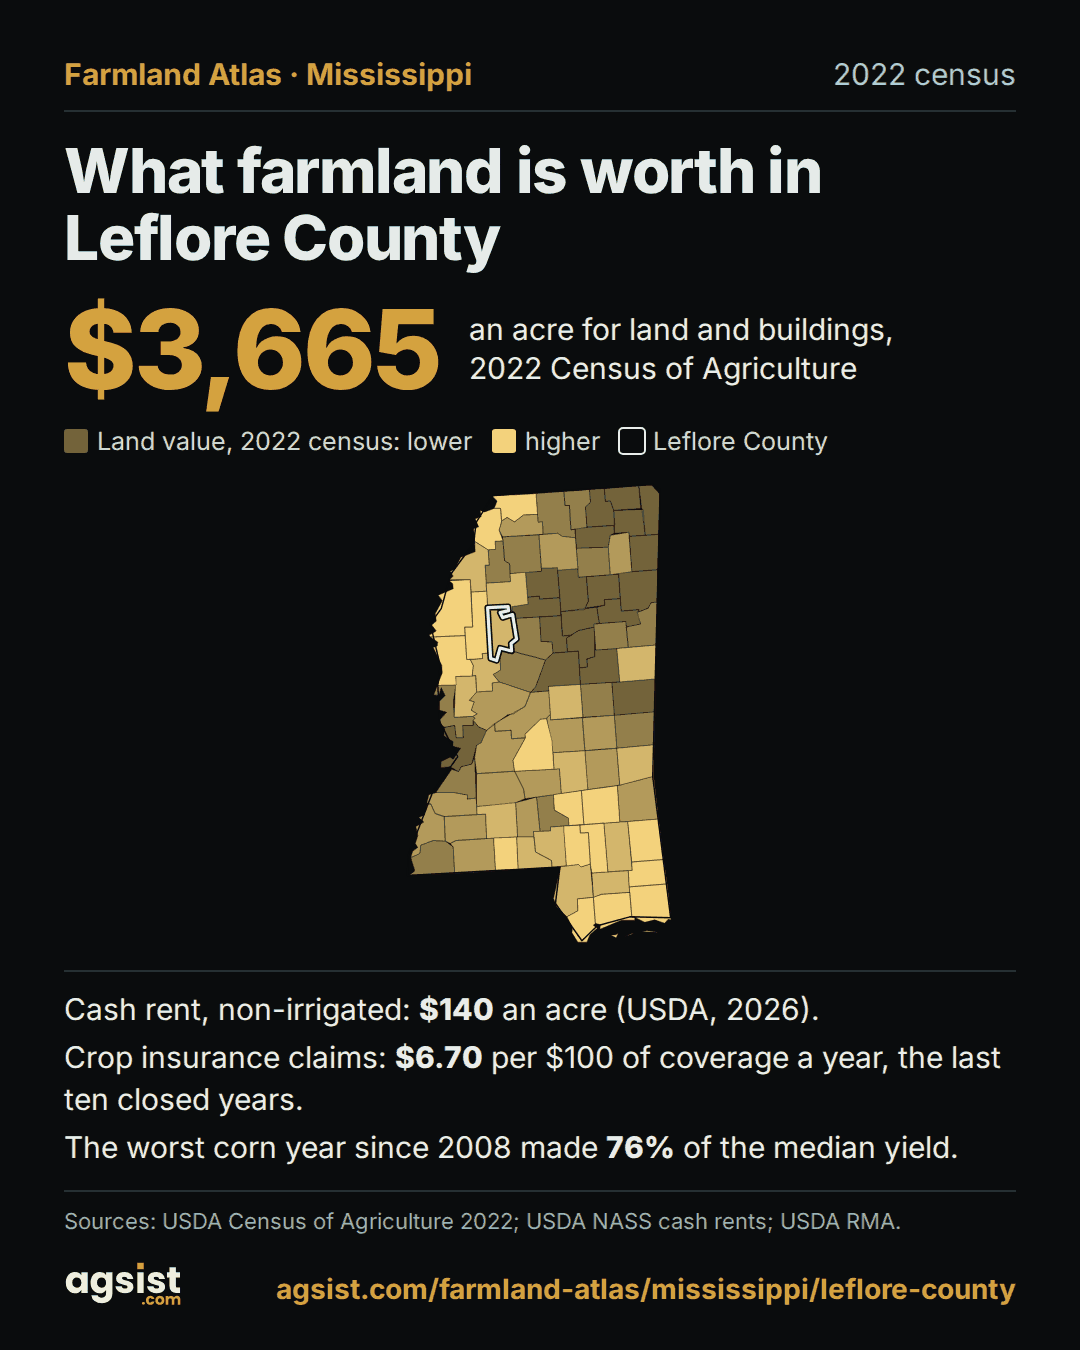 Farmland Atlas · Mississippi
2022 census
What farmland is worth in
Leflore County
$3,665
an acre for land and buildings,
2022 Census of Agriculture
Land value, 2022 census: lower
higher
Leflore County
Cash rent, non-irrigated: $140 an acre (USDA, 2026).
Crop insurance claims: $6.70 per $100 of coverage a year, the last
ten closed years.
The worst corn year since 2008 made 76% of the median yield.
Sources: USDA Census of Agriculture 2022; USDA NASS cash rents; USDA RMA.
agsist
.com
agsist.com/farmland-atlas/mississippi/leflore-county